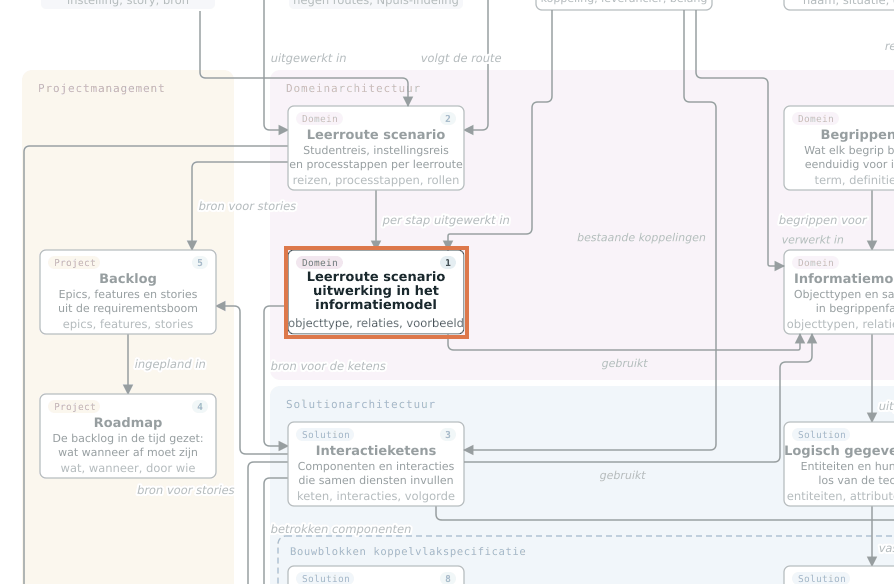 instelling, story, bron
negen routes, Npuls-indeling
koppeling, leverancier, belang
naam, situatie,
re
uitgewerkt in
volgt de route
Projectmanagement
Domeinarchitectuur
Domein
2
Leerroute scenario
Studentreis, instellingsreis
en processtappen per leerroute
reizen, processtappen, rollen
Domein
Begrippen
Wat elk begrip b
eenduidig voor i
term, definitie
bron voor stories
per stap uitgewerkt in
bestaande koppelingen
begrippen voor
verwerkt in
Project
5
Backlog
Epics, features en stories
uit de requirementsboom
epics, features, stories
Domein
1
Leerroute scenario
uitwerking in het
informatiemodel
objecttype, relaties, voorbeeld
Domein
Informatiemo
Objecttypen en sa
in begrippenfa
objecttypen, relatie
ingepland in
bron voor de ketens
gebruikt
Solutionarchitectuur
uit
Project
4
Roadmap
De backlog in de tijd gezet:
wat wanneer af moet zijn
wat, wanneer, door wie
Solution
3
Interactieketens
Componenten en interacties
die samen diensten invullen
keten, interacties, volgorde
Solution
Logisch gegeve
Entiteiten en hun
los van de tec
entiteiten, attribut
gebruikt
bron voor stories
betrokken componenten
vas
Bouwblokken koppelvlakspecificatie
Solution
8
Solution